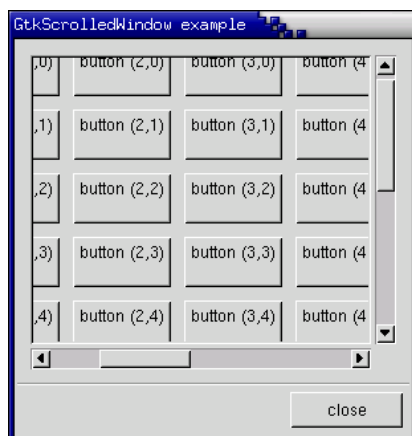 GtkScrolledWindow example
,0) button (2,0) button (3,0) button (4
,1) button (2,1) button (3,1) button (4
,2) button (2,2) button (3,2) button (4
,3) button (2,3) button (3,3) button (4
,4) button (2,4) button (3,4) button (4
close